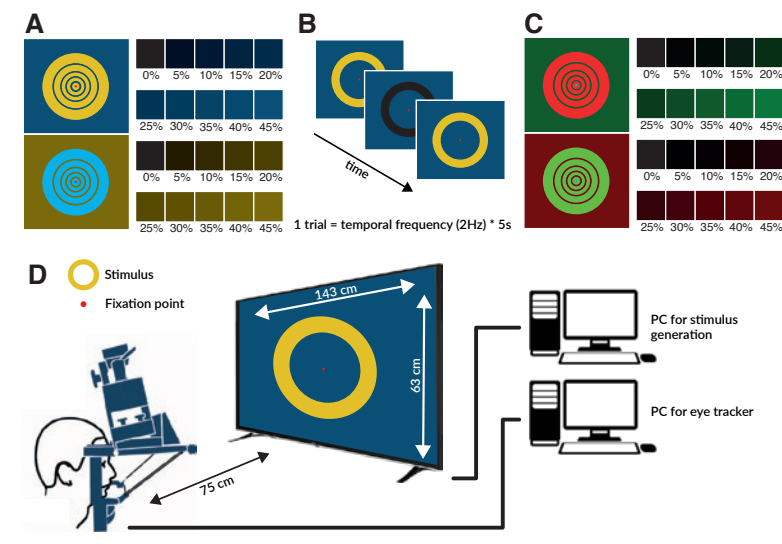 A
0% 5% 10% 15% 20%
25% 30% 35% 40% 45%
0% 5% 10% 15% 20%
25% 30% 35% 40% 45%
B
time
1 trial = temporal frequency (2Hz) * 5s
C
0% 5% 10% 15% 20%
25% 30% 35% 40% 45%
0% 5% 10% 15% 20%
25% 30% 35% 40% 45%
D
Stimulus
Fixation point
143 cm
63 cm
75 cm
PC for stimulus
generation
PC for eye tracker